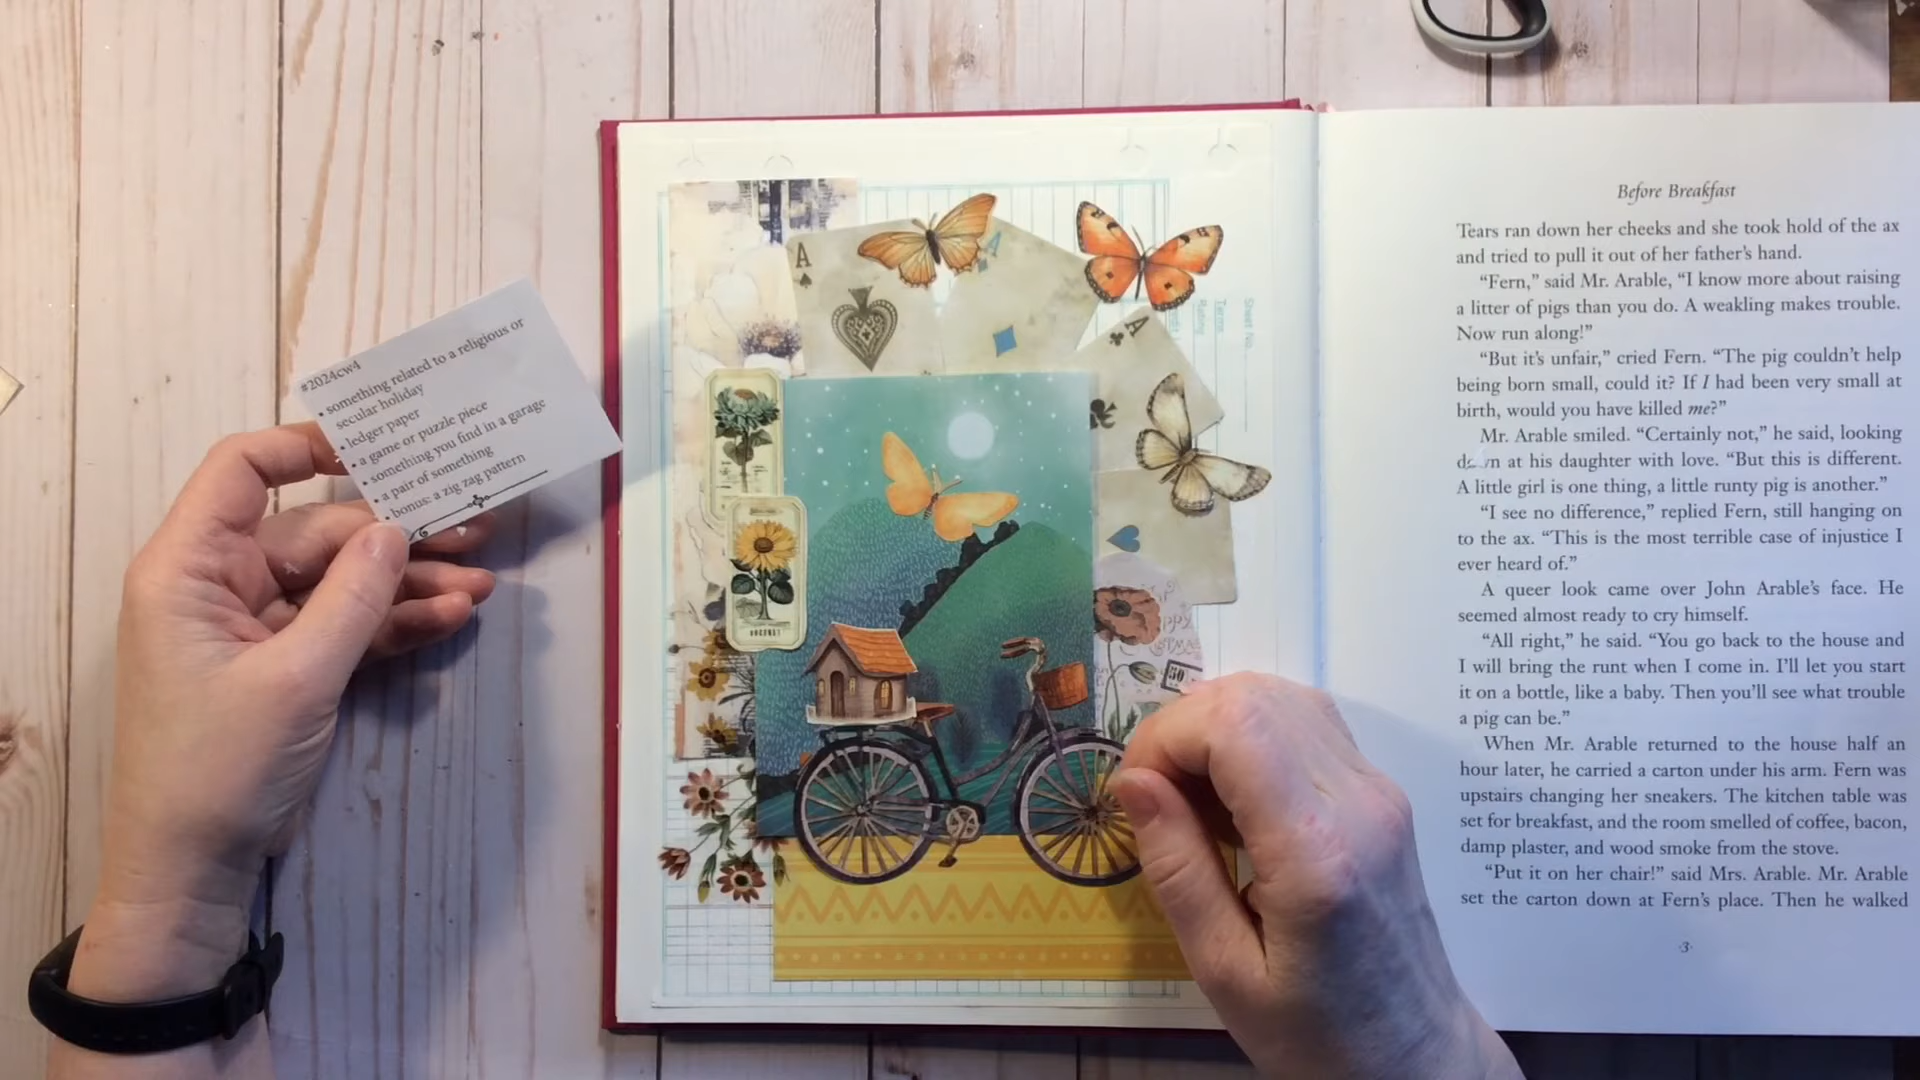 #2024cw4
• something related to a religious or
secular holiday
• ledger paper
• a game or puzzle piece
• something you find in a garage
• a pair of something
• bonus: a zig zag pattern
A
A
A
Sheet No.
Terms
Rating
50
Before Breakfast
Tears ran down her cheeks and she took hold of the ax
and tried to pull it out of her father's hand.
“Fern,” said Mr. Arable, “I know more about raising
a litter of pigs than you do. A weakling makes trouble.
Now run along!”
“But it's unfair,” cried Fern. “The pig couldn't help
being born small, could it? If I had been very small at
birth, would you have killed me?”
Mr. Arable smiled. “Certainly not,” he said, looking
down at his daughter with love. “But this is different.
A little girl is one thing, a little runty pig is another.”
“I see no difference,” replied Fern, still hanging on
to the ax. “This is the most terrible case of injustice I
ever heard of.”
A queer look came over John Arable's face. He
seemed almost ready to cry himself.
“All right,” he said. “You go back to the house and
I will bring the runt when I come in. I'll let you start
it on a bottle, like a baby. Then you'll see what trouble
a pig can be.”
When Mr. Arable returned to the house half an
hour later, he carried a carton under his arm. Fern was
upstairs changing her sneakers. The kitchen table was
set for breakfast, and the room smelled of coffee, bacon,
damp plaster, and wood smoke from the stove.
“Put it on her chair!” said Mrs. Arable. Mr. Arable
set the carton down at Fern's place. Then he walked
·3·